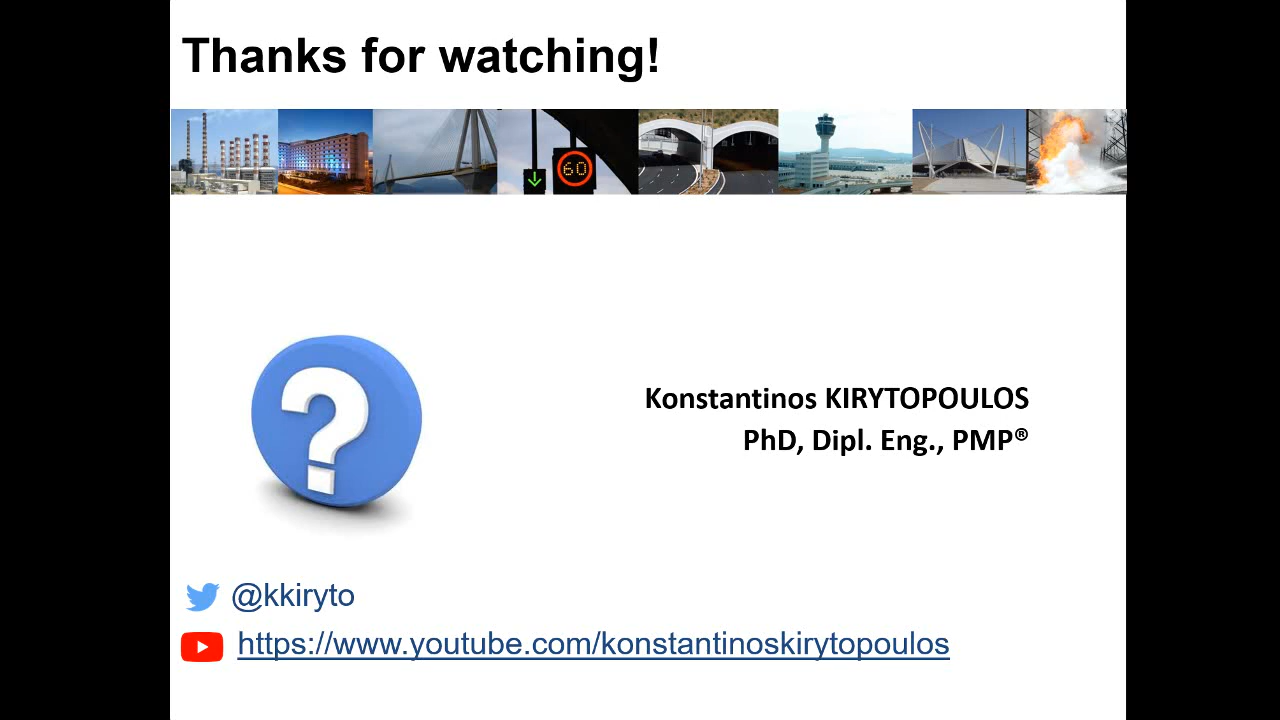 Thanks for watching!
60
Konstantinos KIRYTOPOULOS
PhD, Dipl. Eng., PMP®
@kkiryto
https://www.youtube.com/konstantinoskirytopoulos